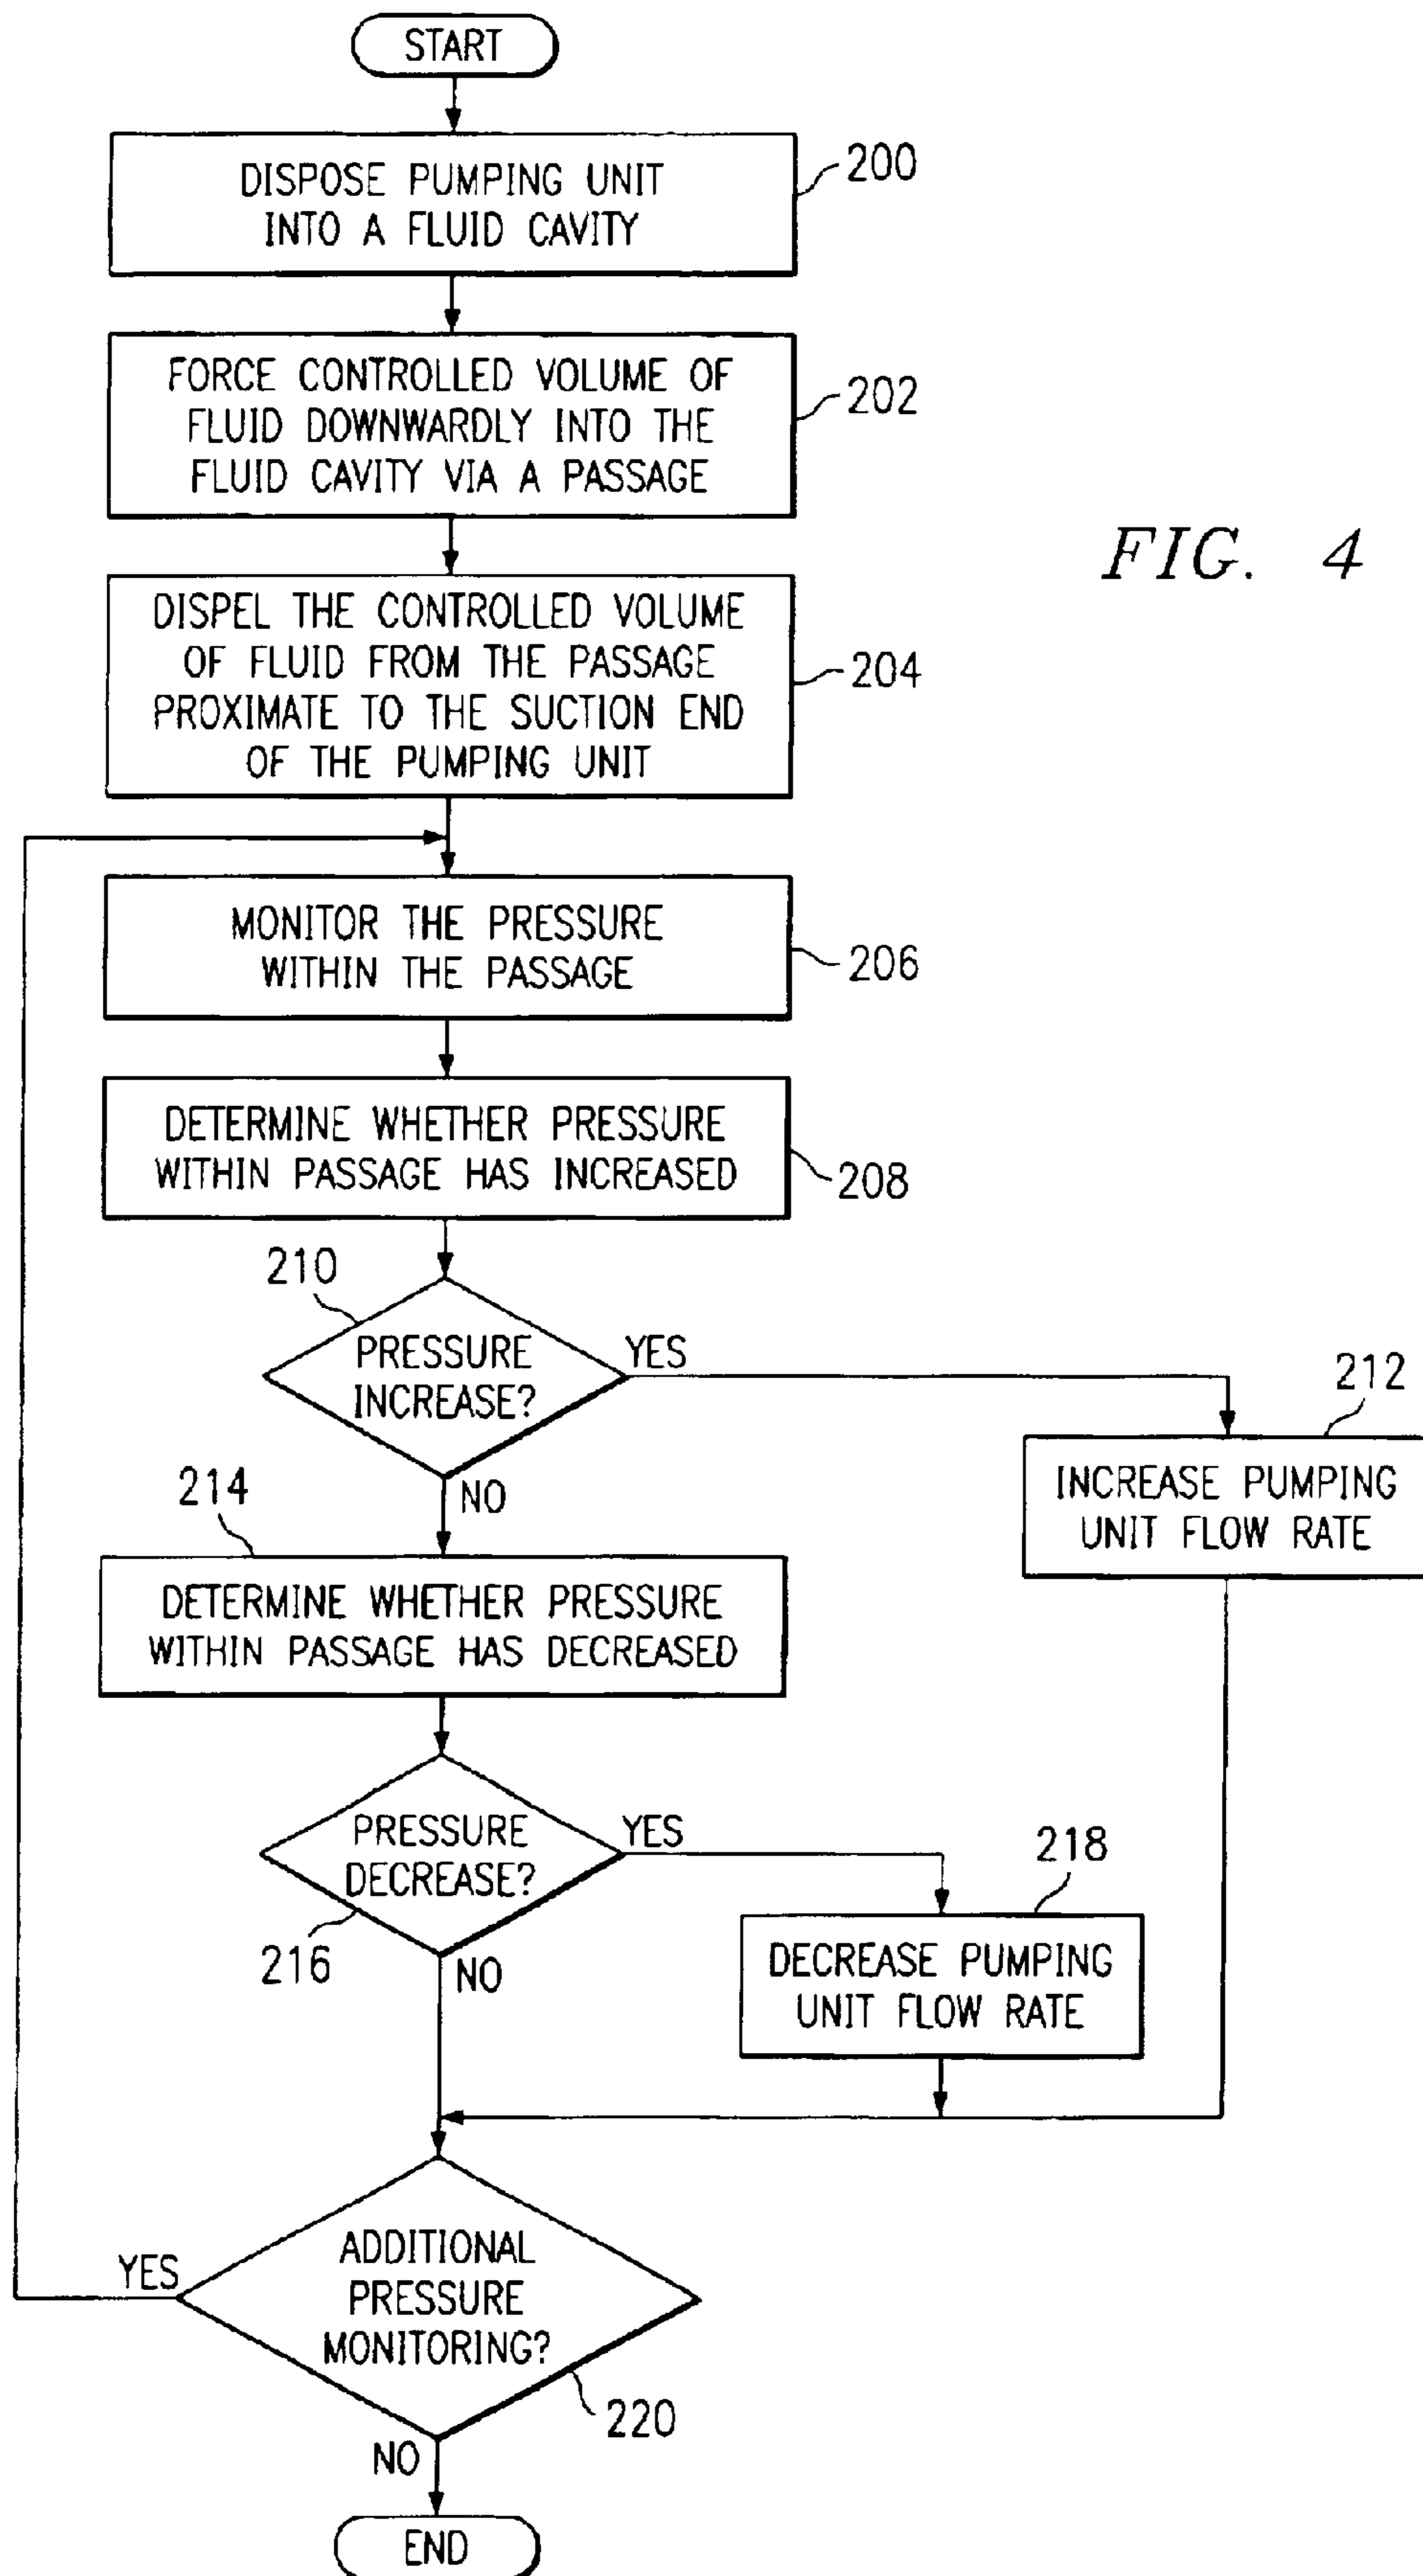 START
DISPOSE PUMPING UNIT
INTO A FLUID CAVITY
200
FORCE CONTROLLED VOLUME OF
FLUID DOWNWARDLY INTO THE
FLUID CAVITY VIA A PASSAGE
202
FIG. 4
DISPEL THE CONTROLLED VOLUME
OF FLUID FROM THE PASSAGE
PROXIMATE TO THE SUCTION END
OF THE PUMPING UNIT
204
MONITOR THE PRESSURE
WITHIN THE PASSAGE
206
DETERMINE WHETHER PRESSURE
WITHIN PASSAGE HAS INCREASED
208
210
PRESSURE
INCREASE?
YES
NO
212
INCREASE PUMPING
UNIT FLOW RATE
214
DETERMINE WHETHER PRESSURE
WITHIN PASSAGE HAS DECREASED
PRESSURE
DECREASE?
YES
216
NO
218
DECREASE PUMPING
UNIT FLOW RATE
YES
ADDITIONAL
PRESSURE
MONITORING?
220
NO
END